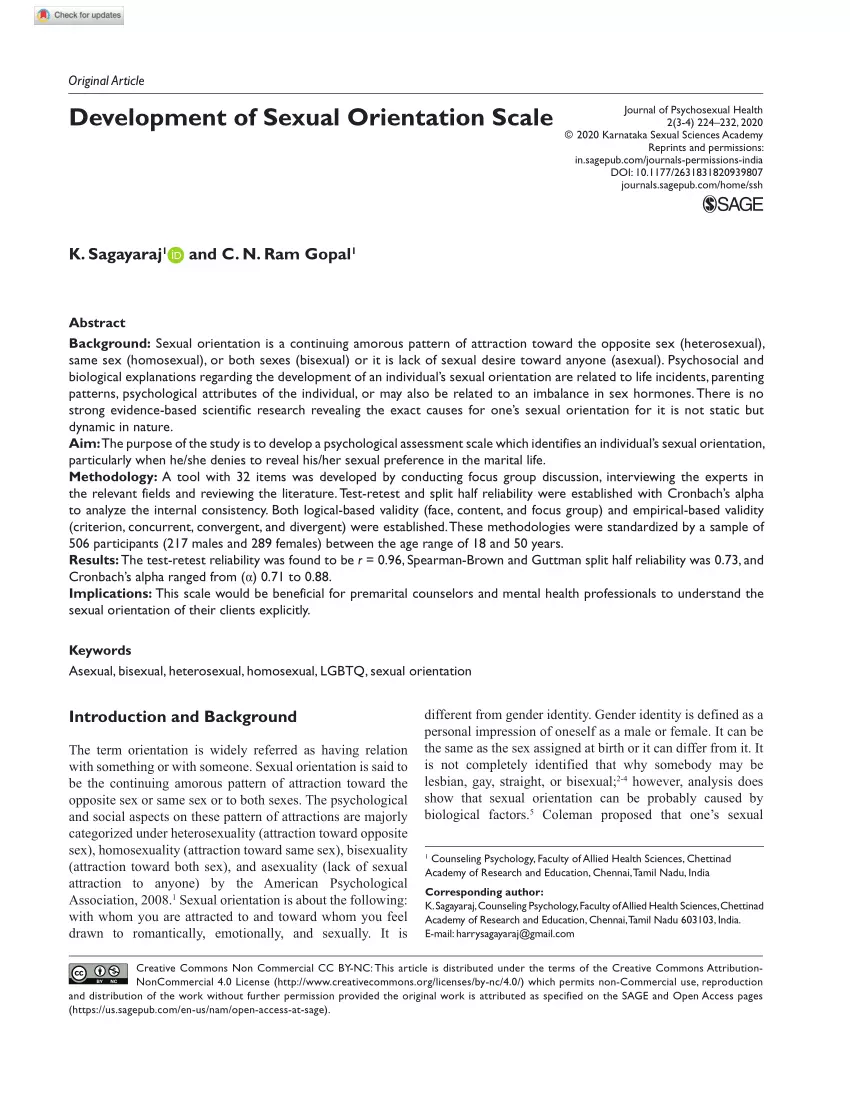 Check for updates
Original Article
Development of Sexual Orientation Scale
Journal of Psychosexual Health
2(3-4) 224–232, 2020
© 2020 Karnataka Sexual Sciences Academy
Reprints and permissions:
in.sagepub.com/journals-permissions-india
DOI: 10.1177/2631831820939807
journals.sagepub.com/home/ssh
SAGE
K. Sagayaraj¹ iD and C. N. Ram Gopal¹
Abstract
Background: Sexual orientation is a continuing amorous pattern of attraction toward the opposite sex (heterosexual),
same sex (homosexual), or both sexes (bisexual) or it is lack of sexual desire toward anyone (asexual). Psychosocial and
biological explanations regarding the development of an individual's sexual orientation are related to life incidents, parenting
patterns, psychological attributes of the individual, or may also be related to an imbalance in sex hormones. There is no
strong evidence-based scientific research revealing the exact causes for one's sexual orientation for it is not static but
dynamic in nature.
Aim: The purpose of the study is to develop a psychological assessment scale which identifies an individual's sexual orientation,
particularly when he/she denies to reveal his/her sexual preference in the marital life.
Methodology: A tool with 32 items was developed by conducting focus group discussion, interviewing the experts in
the relevant fields and reviewing the literature. Test-retest and split half reliability were established with Cronbach's alpha
to analyze the internal consistency. Both logical-based validity (face, content, and focus group) and empirical-based validity
(criterion, concurrent, convergent, and divergent) were established. These methodologies were standardized by a sample of
506 participants (217 males and 289 females) between the age range of 18 and 50 years.
Results: The test-retest reliability was found to be r = 0.96, Spearman-Brown and Guttman split half reliability was 0.73, and
Cronbach's alpha ranged from (α) 0.71 to 0.88.
Implications: This scale would be beneficial for premarital counselors and mental health professionals to understand the
sexual orientation of their clients explicitly.
Keywords
Asexual, bisexual, heterosexual, homosexual, LGBTQ, sexual orientation
Introduction and Background
The term orientation is widely referred as having relation
with something or with someone. Sexual orientation is said to
be the continuing amorous pattern of attraction toward the
opposite sex or same sex or to both sexes. The psychological
and social aspects on these pattern of attractions are majorly
categorized under heterosexuality (attraction toward opposite
sex), homosexuality (attraction toward same sex), bisexuality
(attraction toward both sex), and asexuality (lack of sexual
attraction to anyone) by the American Psychological
Association, 2008.¹ Sexual orientation is about the following:
with whom you are attracted to and toward whom you feel
drawn to romantically, emotionally, and sexually. It is
different from gender identity. Gender identity is defined as a
personal impression of oneself as a male or female. It can be
the same as the sex assigned at birth or it can differ from it. It
is not completely identified that why somebody may be
lesbian, gay, straight, or bisexual;²⁻⁴ however, analysis does
show that sexual orientation can be probably caused by
biological factors.⁵ Coleman proposed that one's sexual
¹ Counseling Psychology, Faculty of Allied Health Sciences, Chettinad
Academy of Research and Education, Chennai, Tamil Nadu, India
Corresponding author:
K. Sagayaraj, Counseling Psychology, Faculty of Allied Health Sciences, Chettinad
Academy of Research and Education, Chennai, Tamil Nadu 603103, India.
E-mail: harrysagayaraj@gmail.com
CC BY NC
Creative Commons Non Commercial CC BY-NC: This article is distributed under the terms of the Creative Commons Attribution-
NonCommercial 4.0 License (http://www.creativecommons.org/licenses/by-nc/4.0/) which permits non-Commercial use, reproduction
and distribution of the work without further permission provided the original work is attributed as specified on the SAGE and Open Access pages
(https://us.sagepub.com/en-us/nam/open-access-at-sage).